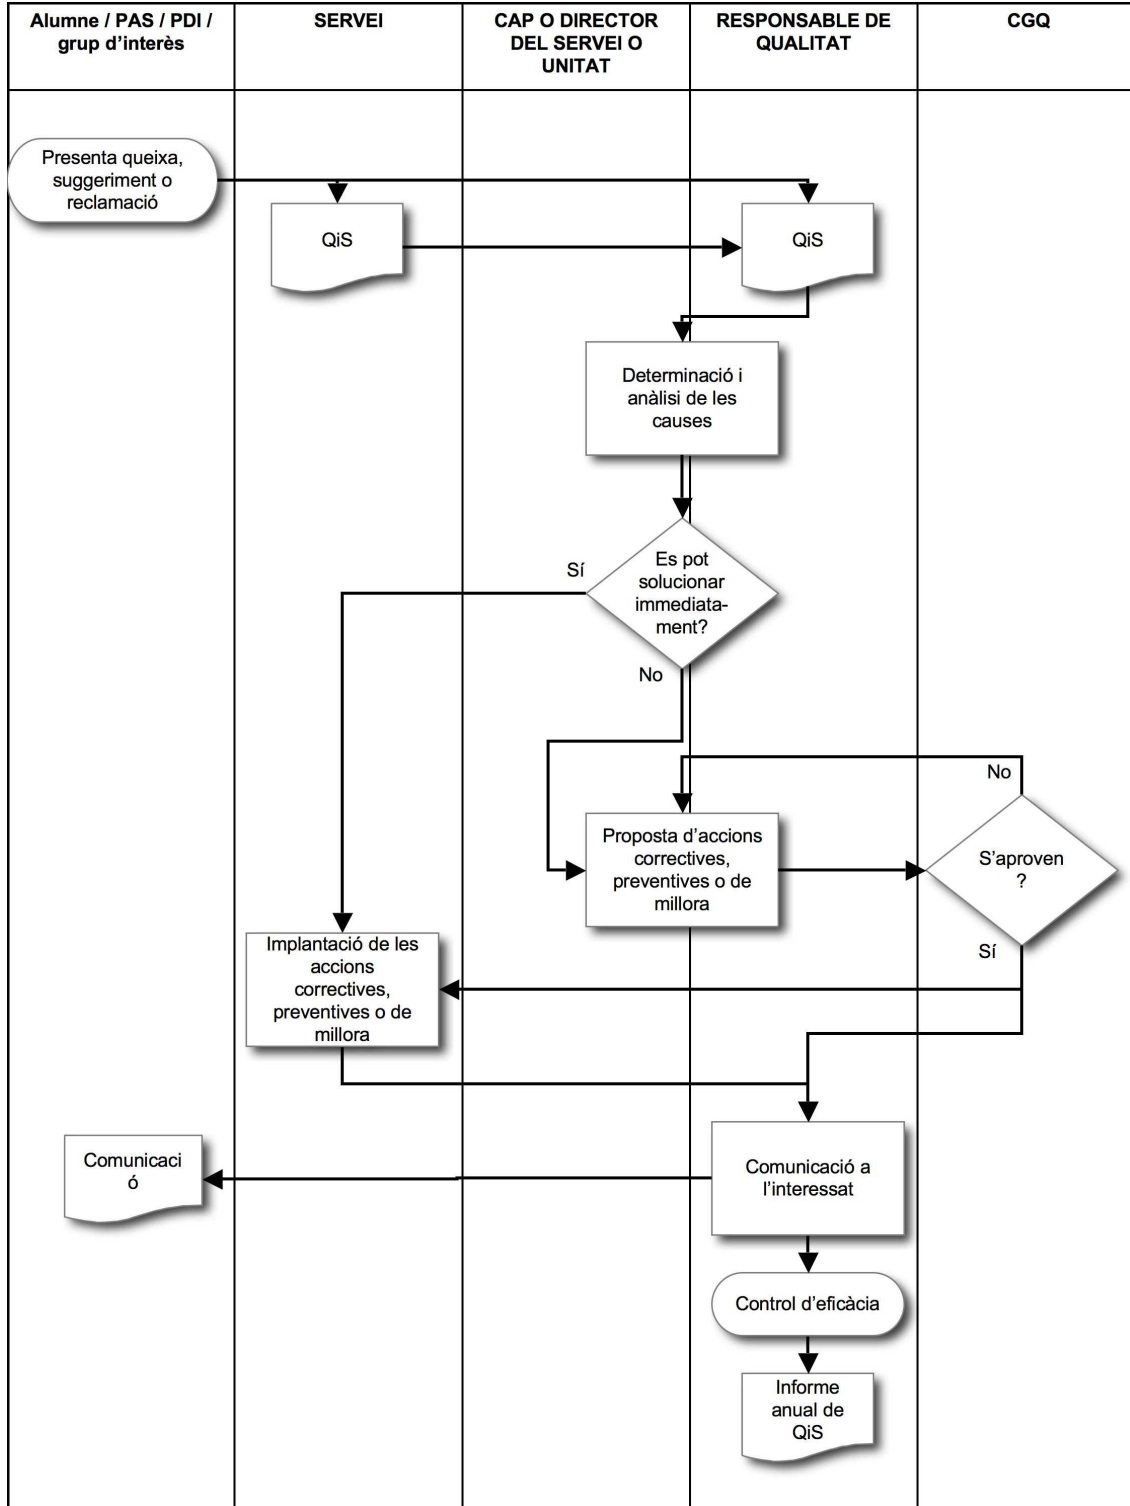 Alumne / PAS / PDI /
grup d’interès
SERVEI
CAP O DIRECTOR
DEL SERVEI O
UNITAT
RESPONSABLE DE
QUALITAT
CGQ
Presenta queixa,
suggeriment o
reclamació
QiS
QiS
Determinació i
anàlisi de les
causes
Es pot
solucionar
immediata-
ment?
Sí
No
No
Proposta d’accions
correctives,
preventives o de
millora
S’aproven
?
Sí
Implantació de les
accions
correctives,
preventives o de
millora
Comunicaci
ó
Comunicació a
l’interessat
Control d’eficàcia
Informe
anual de
QiS